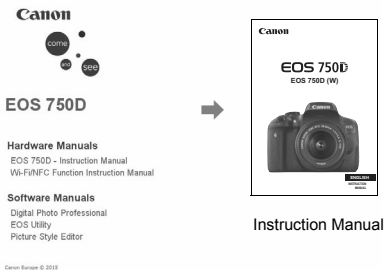 Canon
come
and
see
EOS 750D
Hardware Manuals
EOS 750D - Instruction Manual
Wi-Fi/NFC Function Instruction Manual
Software Manuals
Digital Photo Professional
EOS Utility
Picture Style Editor
Canon Europe © 2015
Canon
EOS 750D
EOS 750D (W)
Canon
EOS
ENGLISH
INSTRUCTION
MANUAL
Instruction Manual